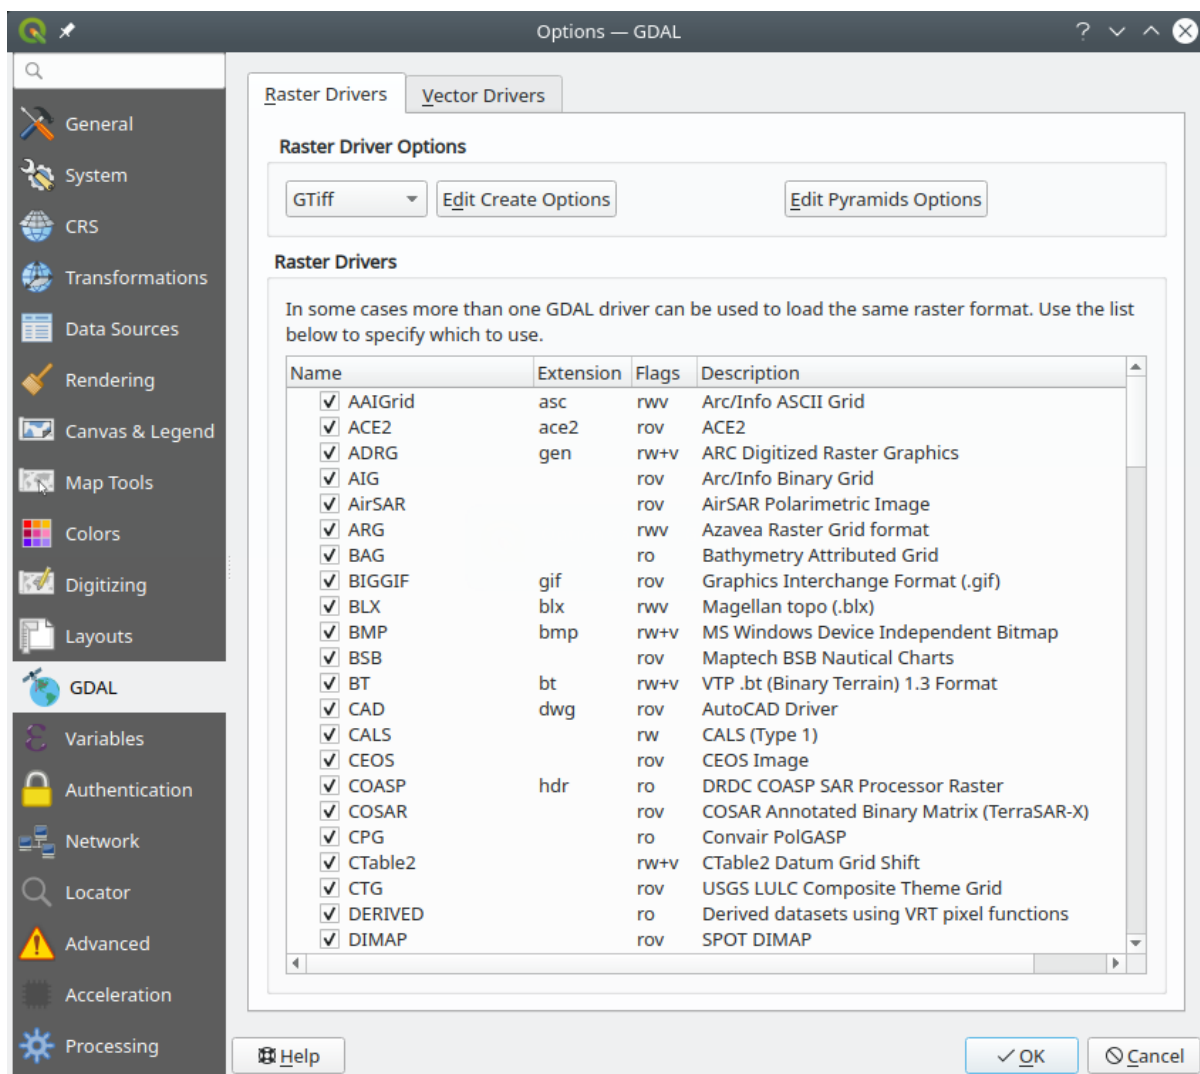 Options — GDAL
General
System
CRS
Transformations
Data Sources
Rendering
Canvas & Legend
Map Tools
Colors
Digitizing
Layouts
GDAL
Variables
Authentication
Network
Locator
Advanced
Acceleration
Processing
Raster Drivers Vector Drivers
Raster Driver Options
GTiff Edit Create Options Edit Pyramids Options
Raster Drivers
In some cases more than one GDAL driver can be used to load the same raster format. Use the list
below to specify which to use.
Name Extension Flags Description
AAIGrid asc rwv Arc/Info ASCII Grid
ACE2 ace2 rov ACE2
ADRG gen rw+v ARC Digitized Raster Graphics
AIG rov Arc/Info Binary Grid
AirSAR rov AirSAR Polarimetric Image
ARG rwv Azavea Raster Grid format
BAG ro Bathymetry Attributed Grid
BIGGIF gif rov Graphics Interchange Format (.gif)
BLX blx rwv Magellan topo (.blx)
BMP bmp rw+v MS Windows Device Independent Bitmap
BSB rov Maptech BSB Nautical Charts
BT bt rw+v VTP .bt (Binary Terrain) 1.3 Format
CAD dwg rov AutoCAD Driver
CALS rw CALS (Type 1)
CEOS rov CEOS Image
COASP hdr ro DRDC COASP SAR Processor Raster
COSAR rov COSAR Annotated Binary Matrix (TerraSAR-X)
CPG ro Convair PolGASP
CTable2 rw+v CTable2 Datum Grid Shift
CTG rov USGS LULC Composite Theme Grid
DERIVED ro Derived datasets using VRT pixel functions
DIMAP rov SPOT DIMAP
Help OK Cancel